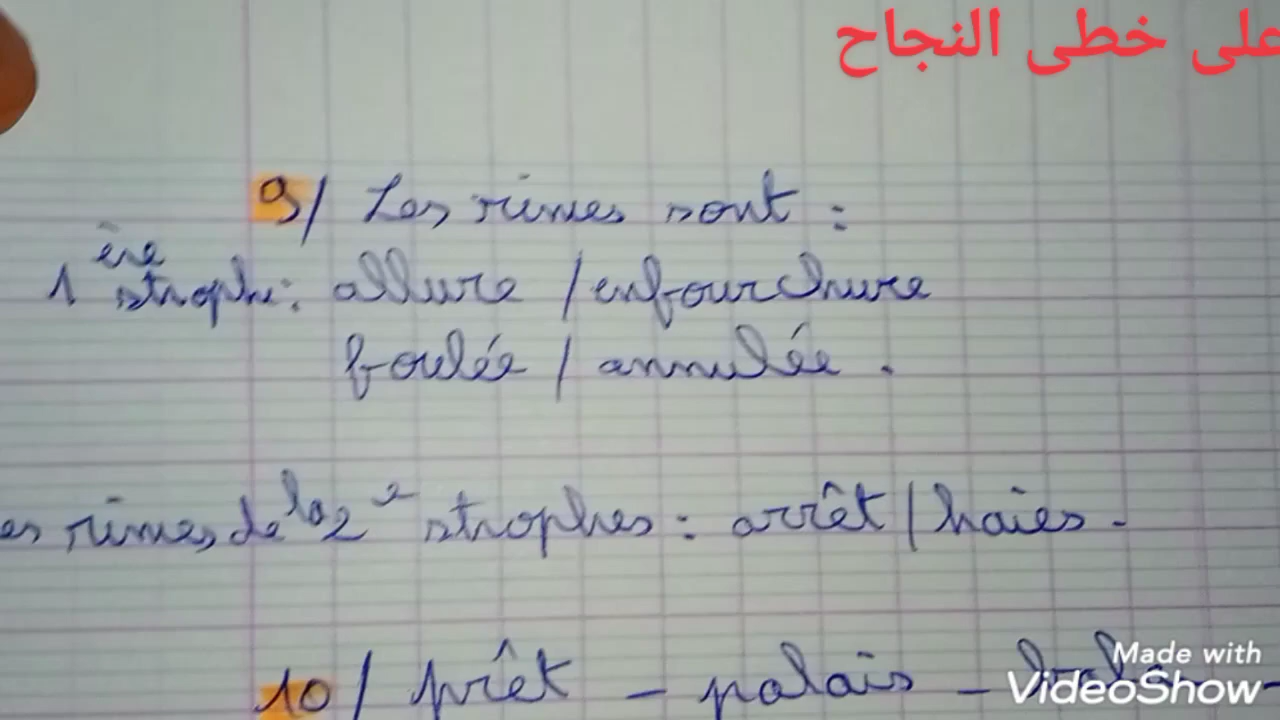 على خطى النجاح
9/ Les rimes sont :
1ère strophe: allure / enfourchure
foulée / annulée .
es rimes de la 2e strophes : arrêt / haies -
10/ prêt - palais -
Made with
VideoShow